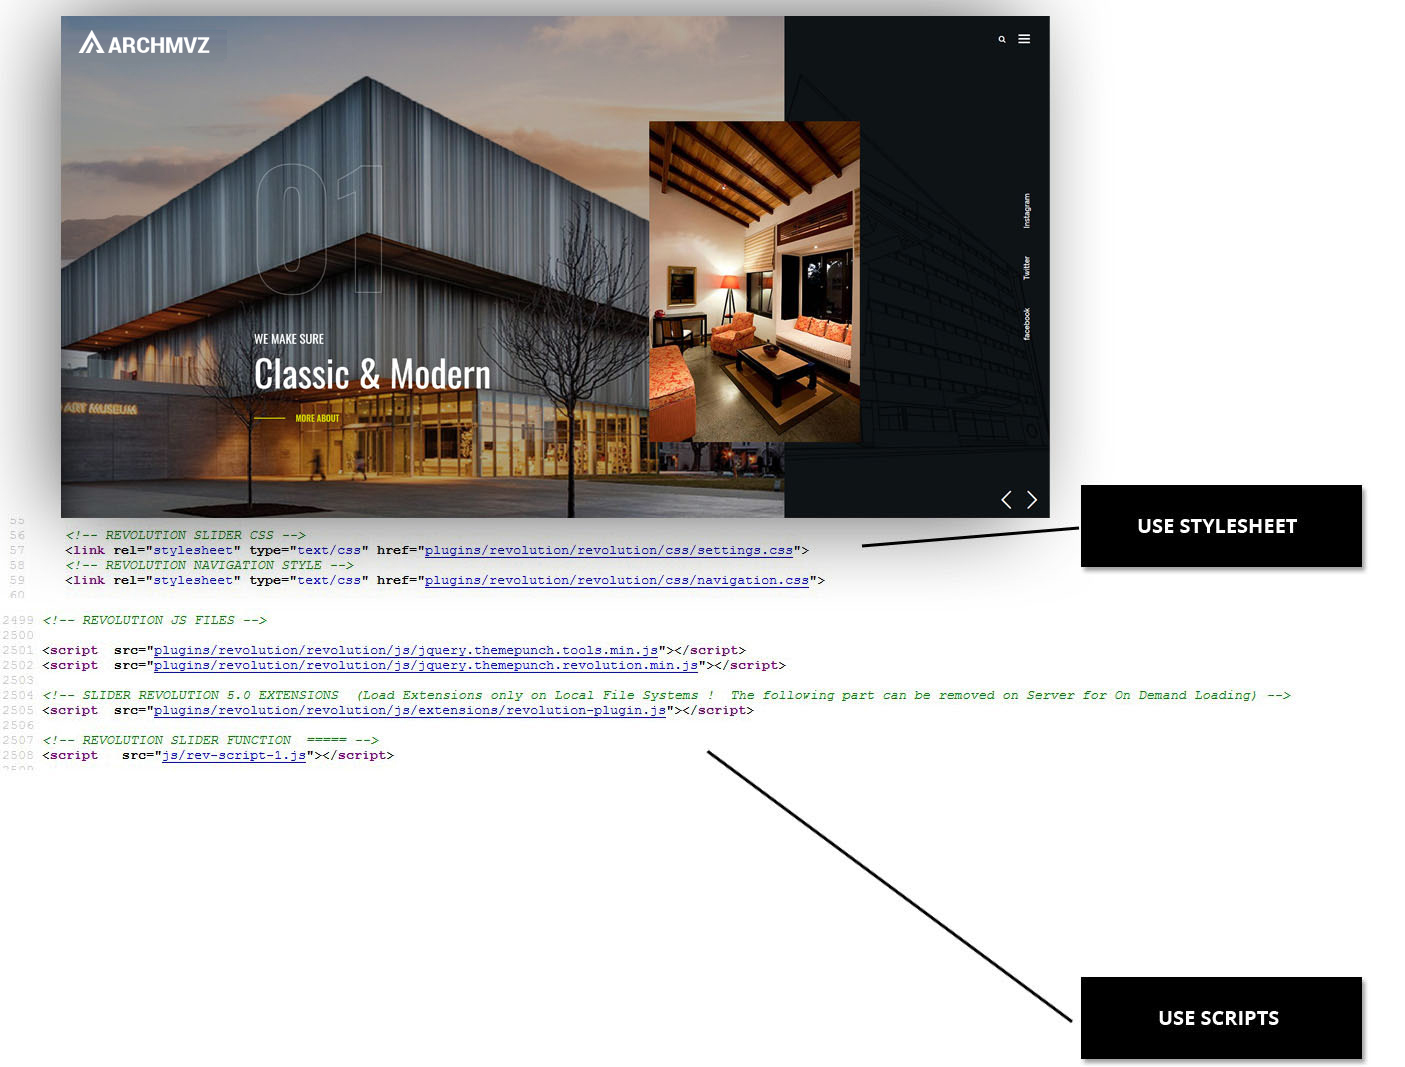 ARCHMVZ
Instagram
Twitter
facebook
01
WE MAKE SURE
Classic & Modern
MORE ABOUT
ART MUSEUM
USE STYLESHEET
55
56 <!-- REVOLUTION SLIDER CSS -->
57 <link rel="stylesheet" type="text/css" href="plugins/revolution/revolution/css/settings.css">
58 <!-- REVOLUTION NAVIGATION STYLE -->
59 <link rel="stylesheet" type="text/css" href="plugins/revolution/revolution/css/navigation.css">
60
2499 <!-- REVOLUTION JS FILES -->
2500
2501 <script  src="plugins/revolution/revolution/js/jquery.themepunch.tools.min.js"></script>
2502 <script  src="plugins/revolution/revolution/js/jquery.themepunch.revolution.min.js"></script>
2503
2504 <!-- SLIDER REVOLUTION 5.0 EXTENSIONS  (Load Extensions only on Local File Systems !  The following part can be removed on Server for On Demand Loading) -->
2505 <script  src="plugins/revolution/revolution/js/extensions/revolution-plugin.js"></script>
2506
2507 <!-- REVOLUTION SLIDER FUNCTION  ===== -->
2508 <script   src="js/rev-script-1.js"></script>
2509
USE SCRIPTS